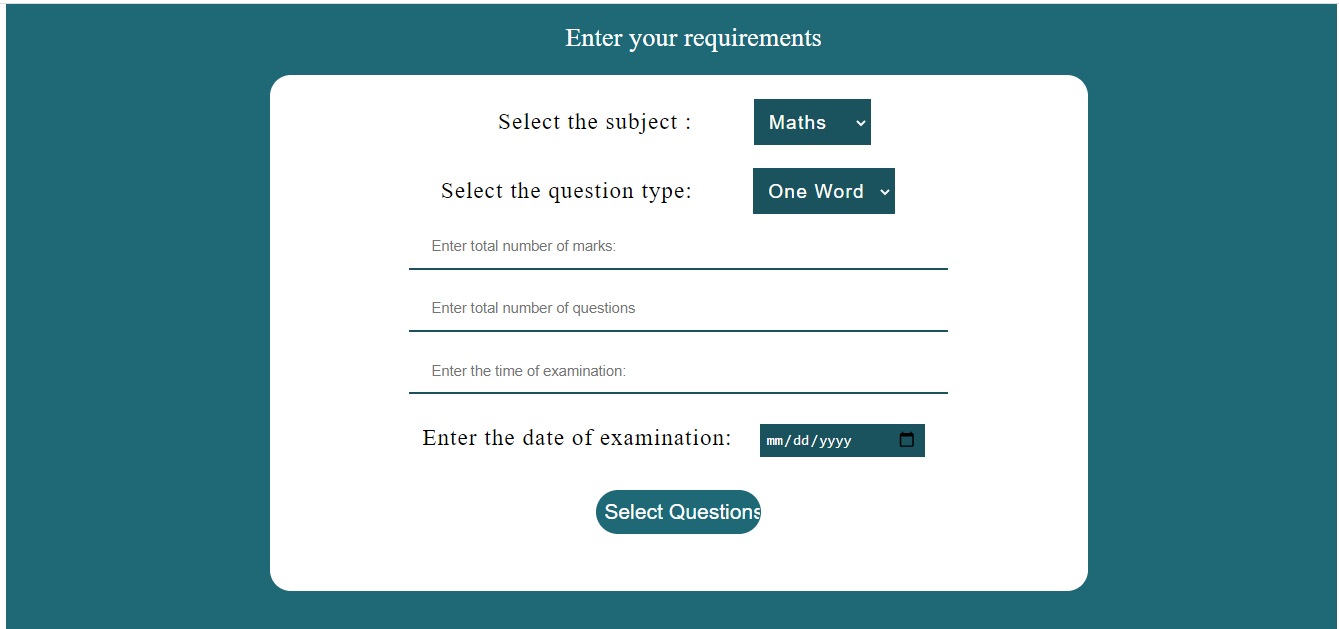 Enter your requirements
Select the subject : Maths
Select the question type: One Word
Enter total number of marks:
Enter total number of questions
Enter the time of examination:
Enter the date of examination: mm/dd/yyyy
Select Questions